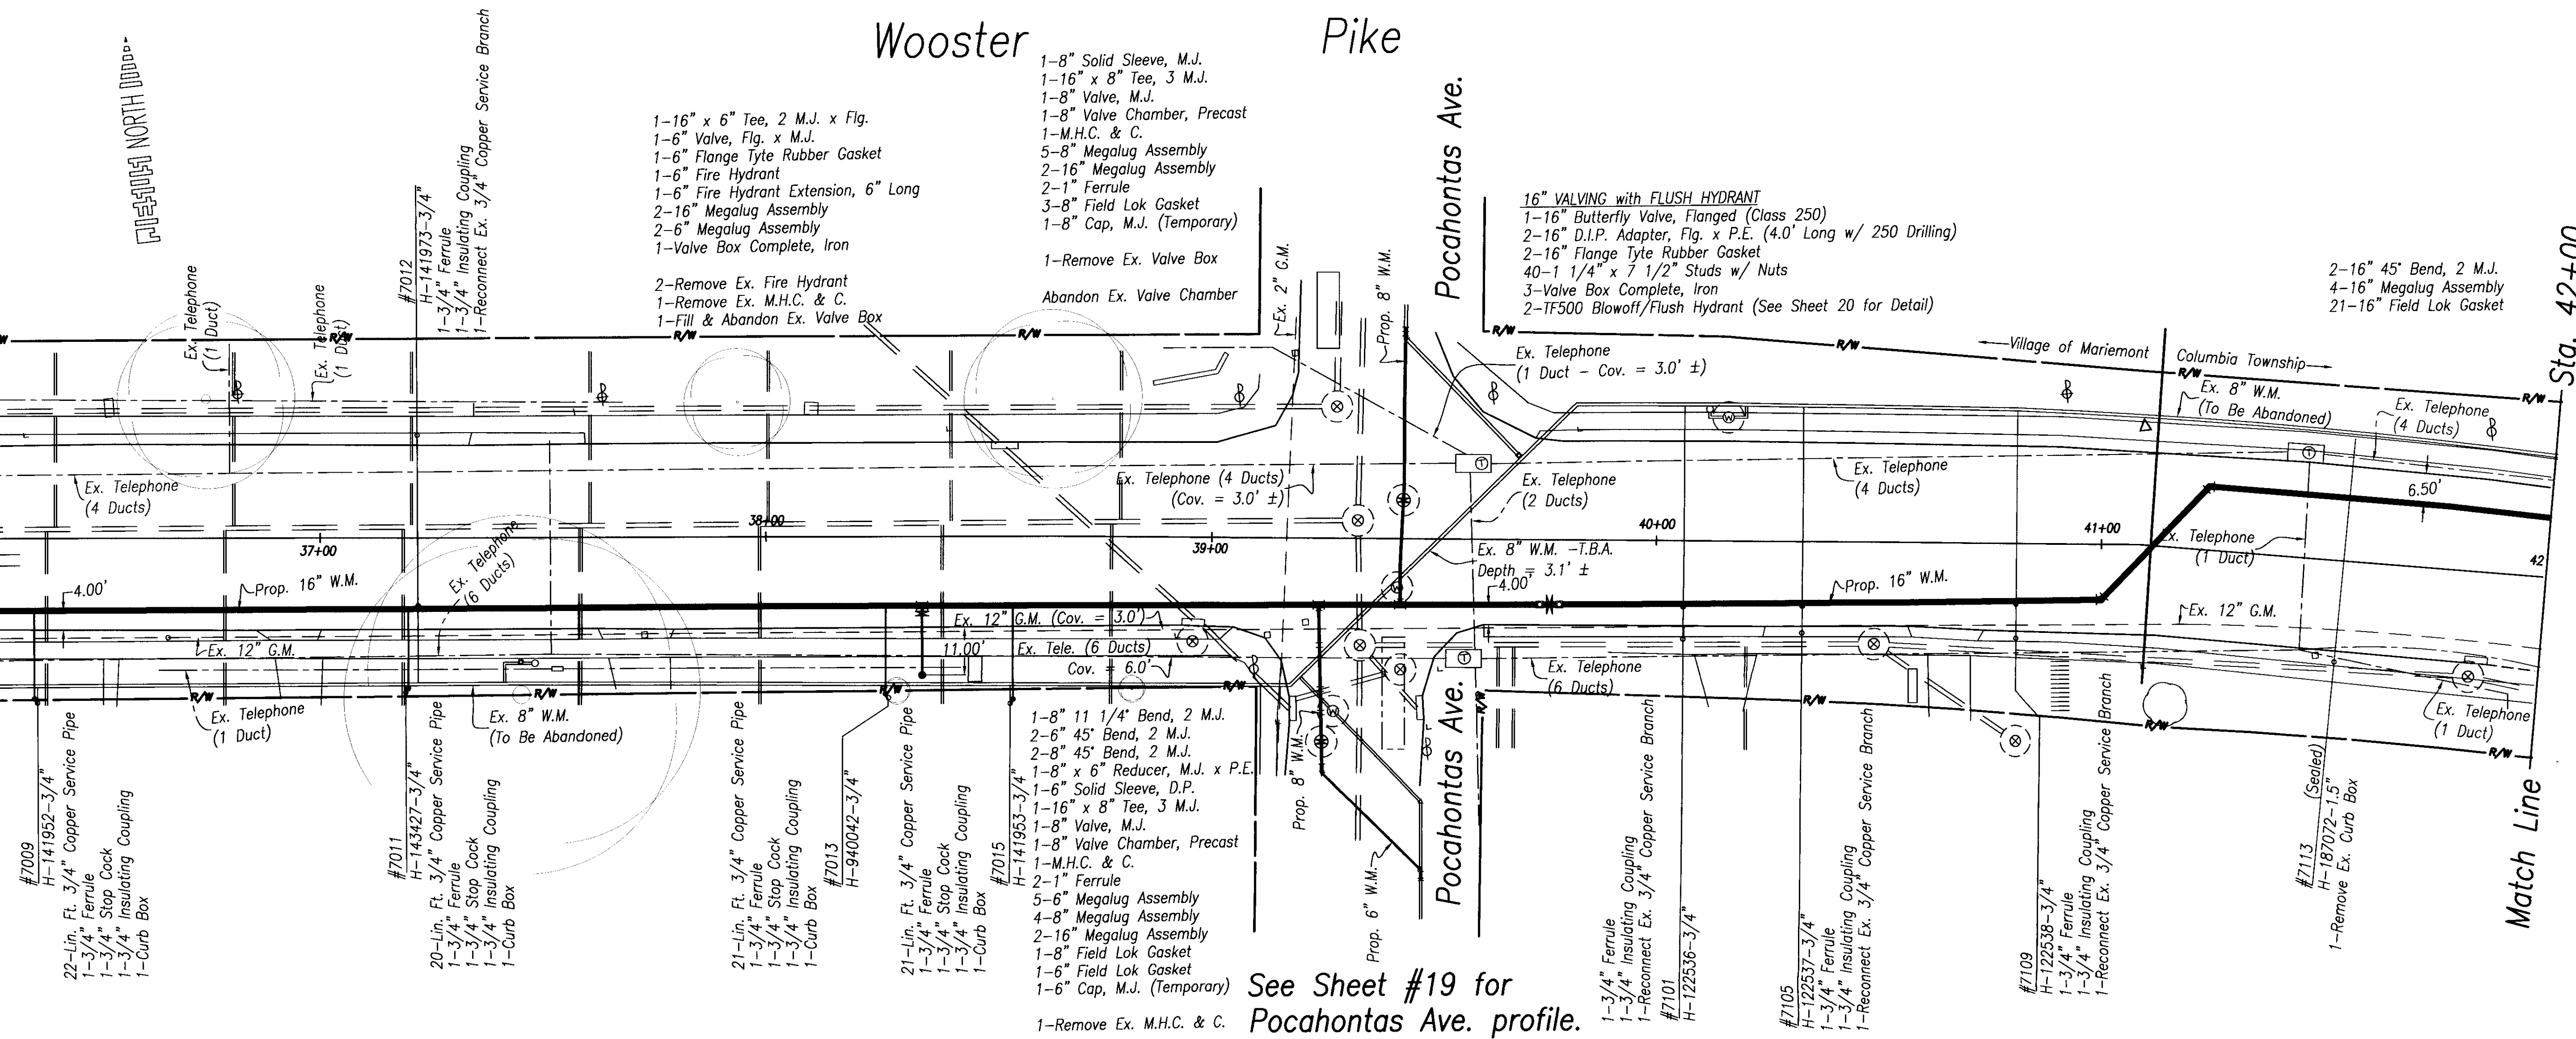 Wooster Pike
NORTH
#7012
H-141973-3/4"
1-3/4" Ferrule
1-3/4" Insulating Coupling
1-Reconnect Ex. 3/4" Copper Service Branch
1-16" x 6" Tee, 2 M.J. x Flg.
1-6" Valve, Flg. x M.J.
1-6" Flange Tyte Rubber Gasket
1-6" Fire Hydrant
1-6" Fire Hydrant Extension, 6" Long
2-16" Megalug Assembly
2-6" Megalug Assembly
1-Valve Box Complete, Iron
2-Remove Ex. Fire Hydrant
1-Remove Ex. M.H.C. & C.
1-Fill & Abandon Ex. Valve Box
1-8" Solid Sleeve, M.J.
1-16" x 8" Tee, 3 M.J.
1-8" Valve, M.J.
1-8" Valve Chamber, Precast
1-M.H.C. & C.
5-8" Megalug Assembly
2-16" Megalug Assembly
2-1" Ferrule
3-8" Field Lok Gasket
1-8" Cap, M.J. (Temporary)
1-Remove Ex. Valve Box
Abandon Ex. Valve Chamber
Ex. 2" G.M.
Prop. 8" W.M.
Pocahontas Ave.
16" VALVING with FLUSH HYDRANT
1-16" Butterfly Valve, Flanged (Class 250)
2-16" D.I.P. Adapter, Flg. x P.E. (4.0' Long w/ 250 Drilling)
2-16" Flange Tyte Rubber Gasket
40-1 1/4" x 7 1/2" Studs w/ Nuts
3-Valve Box Complete, Iron
2-TF500 Blowoff/Flush Hydrant (See Sheet 20 for Detail)
2-16" 45° Bend, 2 M.J.
4-16" Megalug Assembly
21-16" Field Lok Gasket
Sta. 42+00
Match Line
Ex. Telephone
(1 Duct)
Ex. Telephone
(1 Duct)
R/W
R/W
R/W
R/W
R/W
R/W
R/W
Village of Mariemont
Columbia Township
Ex. Telephone
(1 Duct - Cov. = 3.0' ±)
Ex. 8" W.M.
(To Be Abandoned)
Ex. Telephone
(4 Ducts)
Ex. Telephone
(4 Ducts)
Ex. Telephone (4 Ducts)
(Cov. = 3.0' ±)
Ex. Telephone
(2 Ducts)
Ex. Telephone
(4 Ducts)
6.50'
37+00
38+00
39+00
40+00
41+00
42
Ex. Telephone
(6 Ducts)
Ex. 8" W.M. -T.B.A.
Depth = 3.1' ±
Ex. Telephone
(1 Duct)
4.00'
Prop. 16" W.M.
4.00'
Prop. 16" W.M.
Ex. 12" G.M.
Ex. 12" G.M. (Cov. = 3.0')
Ex. Tele. (6 Ducts)
Cov. = 6.0'
11.00'
Ex. 12" G.M.
Ex. Telephone
(6 Ducts)
R/W
R/W
R/W
R/W
R/W
R/W
R/W
R/W
Ex. Telephone
(1 Duct)
Ex. 8" W.M.
(To Be Abandoned)
Ex. Telephone
(1 Duct)
#7009
H-141952-3/4"
22-Lin. Ft. 3/4" Copper Service Pipe
1-3/4" Ferrule
1-3/4" Stop Cock
1-3/4" Insulating Coupling
1-Curb Box
#7011
H-143427-3/4"
20-Lin. Ft. 3/4" Copper Service Pipe
1-3/4" Ferrule
1-3/4" Stop Cock
1-3/4" Insulating Coupling
1-Curb Box
21-Lin. Ft. 3/4" Copper Service Pipe
1-3/4" Ferrule
1-3/4" Stop Cock
1-3/4" Insulating Coupling
1-Curb Box
#7013
H-940042-3/4"
21-Lin. Ft. 3/4" Copper Service Pipe
1-3/4" Ferrule
1-3/4" Stop Cock
1-3/4" Insulating Coupling
1-Curb Box
#7015
H-141953-3/4"
1-8" 11 1/4° Bend, 2 M.J.
2-6" 45° Bend, 2 M.J.
2-8" 45° Bend, 2 M.J.
1-8" x 6" Reducer, M.J. x P.E.
1-6" Solid Sleeve, D.P.
1-16" x 8" Tee, 3 M.J.
1-8" Valve, M.J.
1-8" Valve Chamber, Precast
1-M.H.C. & C.
2-1" Ferrule
5-6" Megalug Assembly
4-8" Megalug Assembly
2-16" Megalug Assembly
1-8" Field Lok Gasket
1-6" Field Lok Gasket
1-6" Cap, M.J. (Temporary)
1-Remove Ex. M.H.C. & C.
Prop. 8" W.M.
Prop. 6" W.M.
Pocahontas Ave.
See Sheet #19 for
Pocahontas Ave. profile.
1-3/4" Ferrule
1-3/4" Insulating Coupling
1-Reconnect Ex. 3/4" Copper Service Branch
#7101
H-122536-3/4"
#7105
H-122537-3/4"
1-3/4" Ferrule
1-3/4" Insulating Coupling
1-Reconnect Ex. 3/4" Copper Service Branch
#7109
H-122538-3/4"
1-3/4" Ferrule
1-3/4" Insulating Coupling
1-Reconnect Ex. 3/4" Copper Service Branch
#7113 (Sealed)
H-187072-1.5"
1-Remove Ex. Curb Box